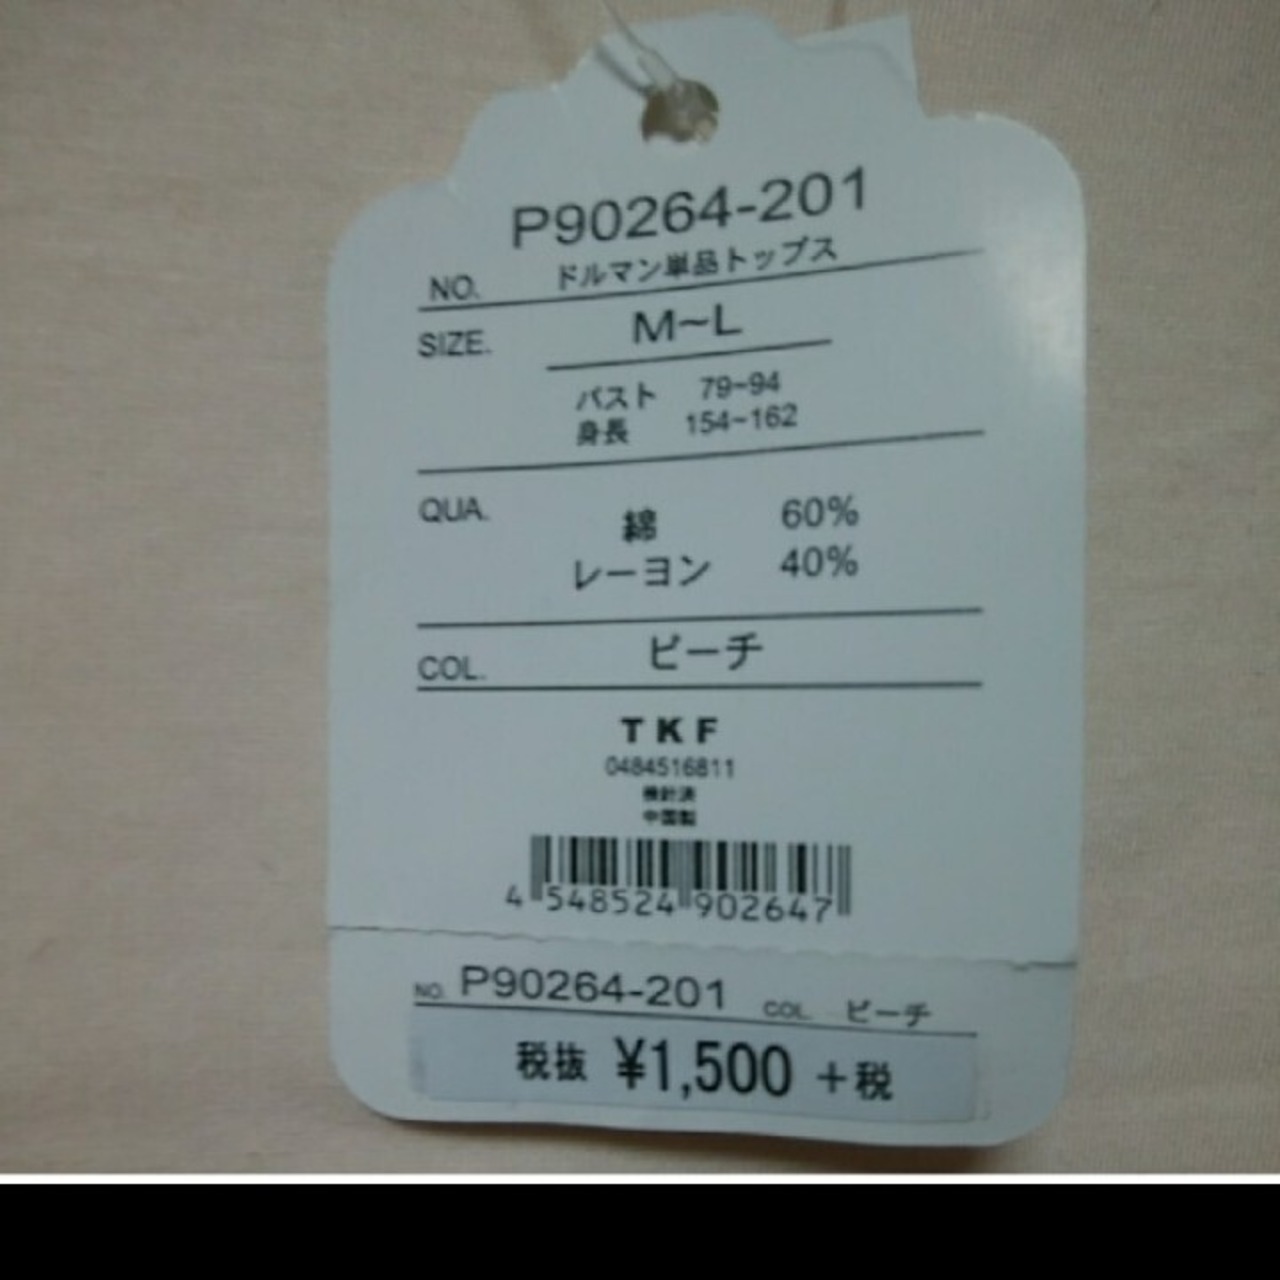 P90264-201
NO. ドルマン単品トップス
SIZE. M~L
バスト 79~94
身長 154~162
QUA. 綿 60%
レーヨン 40%
COL. ピーチ
TKF
0484516811
検針済
中国製
4 548524 902647
NO. P90264-201 COL. ピーチ
税抜 ¥1,500 +税